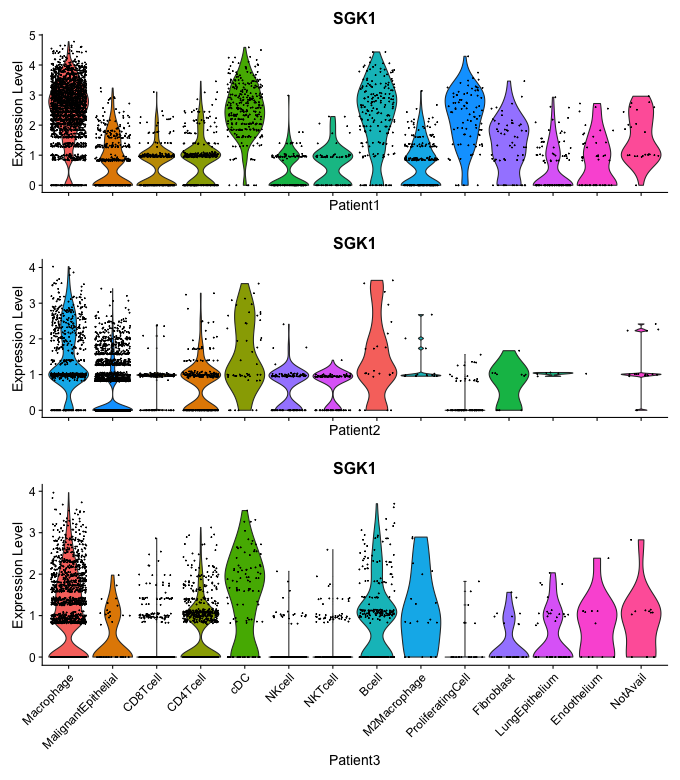 SGK1
Expression Level
5
4
3
2
1
0
Patient1
SGK1
Expression Level
4
3
2
1
0
Patient2
SGK1
Expression Level
4
3
2
1
0
Macrophage
MalignantEpithelial
CD8Tcell
CD4Tcell
cDC
NKcell
NKTcell
Bcell
M2Macrophage
ProliferatingCell
Fibroblast
LungEpithelium
Endothelium
NotAvail
Patient3